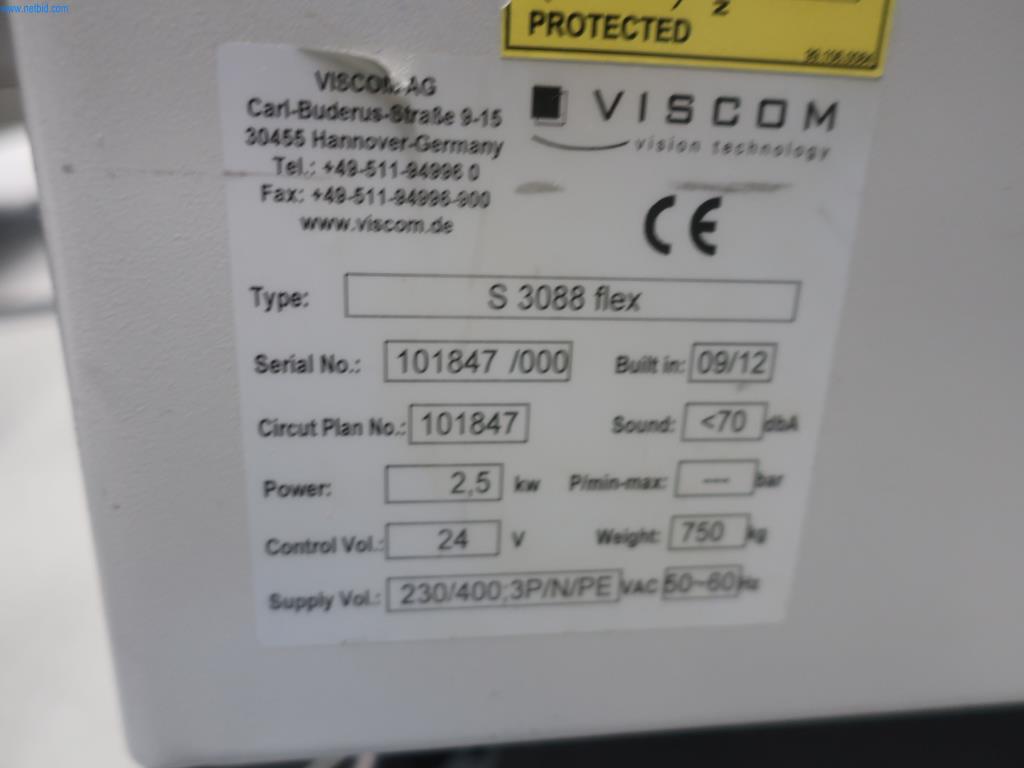 www.netbid.com
PROTECTED
VISCOM AG
Carl-Buderus-Straße 9-15
30455 Hannover-Germany
Tel.: +49-511-94996 0
Fax: +49-511-94996-900
www.viscom.de
VISCOM
vision technology
CE
Type: S 3088 flex
Serial No.: 101847 /000 Built in: 09/12
Circut Plan No.: 101847 Sound: <70 dbA
Power: 2,5 kw P/min-max: --- bar
Control Vol.: 24 V Weight: 750 kg
Supply Vol.: 230/400;3P/N/PE VAC 50~60 Hz